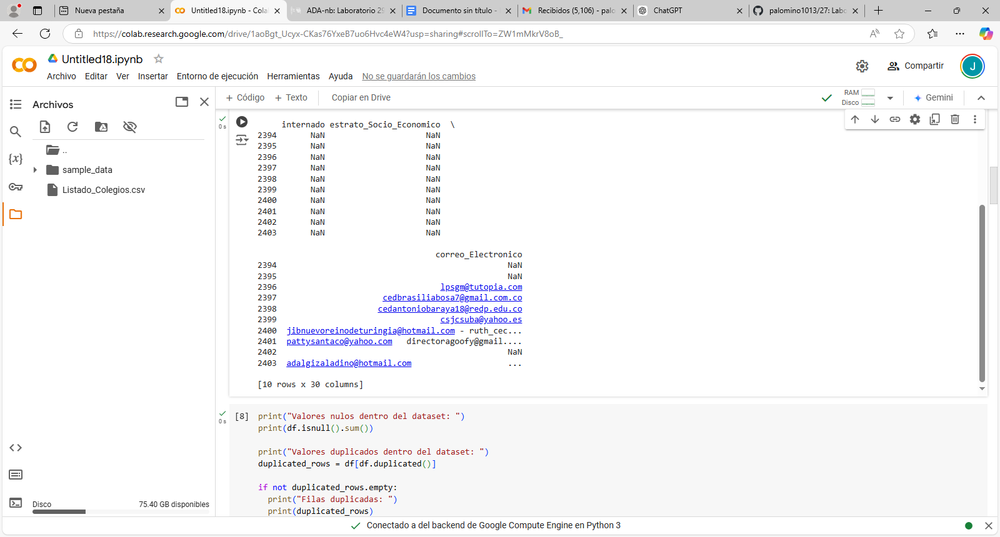 Nueva pestaña
Untitled18.ipynb - Cola
ADA-nb: Laboratorio 29
Documento sin título -
Recibidos (5,106) - palo
ChatGPT
palomino1013/27: Labo
https://colab.research.google.com/drive/1aoBgt_Ucyx-CKas76YxeB7uo6Hvc4eW4?usp=sharing#scrollTo=ZW1mMkrV8oB_
Untitled18.ipynb
Compartir
J
Archivo Editar Ver Insertar Entorno de ejecución Herramientas Ayuda No se guardarán los cambios
Archivos
+ Código + Texto Copiar en Drive
RAM
Disco
Gemini
..
sample_data
Listado_Colegios.csv
0 s
internado estrato_Socio_Economico \
2394 NaN NaN
2395 NaN NaN
2396 NaN NaN
2397 NaN NaN
2398 NaN NaN
2399 NaN NaN
2400 NaN NaN
2401 NaN NaN
2402 NaN NaN
2403 NaN NaN
correo_Electronico
2394 NaN
2395 NaN
2396 lpsgm@tutopia.com
2397 cedbrasiliabosa7@gmail.com.co
2398 cedantoniobaraya18@redp.edu.co
2399 csjcsuba@yahoo.es
2400 jibnuevoreinodeturingia@hotmail.com - ruth_cec...
2401 pattysantaco@yahoo.com directoragoofy@gmail....
2402 NaN
2403 adalgizaladino@hotmail.com ...
[10 rows x 30 columns]
0 s
[8] print("Valores nulos dentro del dataset: ")
print(df.isnull().sum())
print("Valores duplicados dentro del dataset: ")
duplicated_rows = df[df.duplicated()]
if not duplicated_rows.empty:
print("Filas duplicadas: ")
print(duplicated_rows)
Disco 75.40 GB disponibles
Conectado a del backend de Google Compute Engine en Python 3